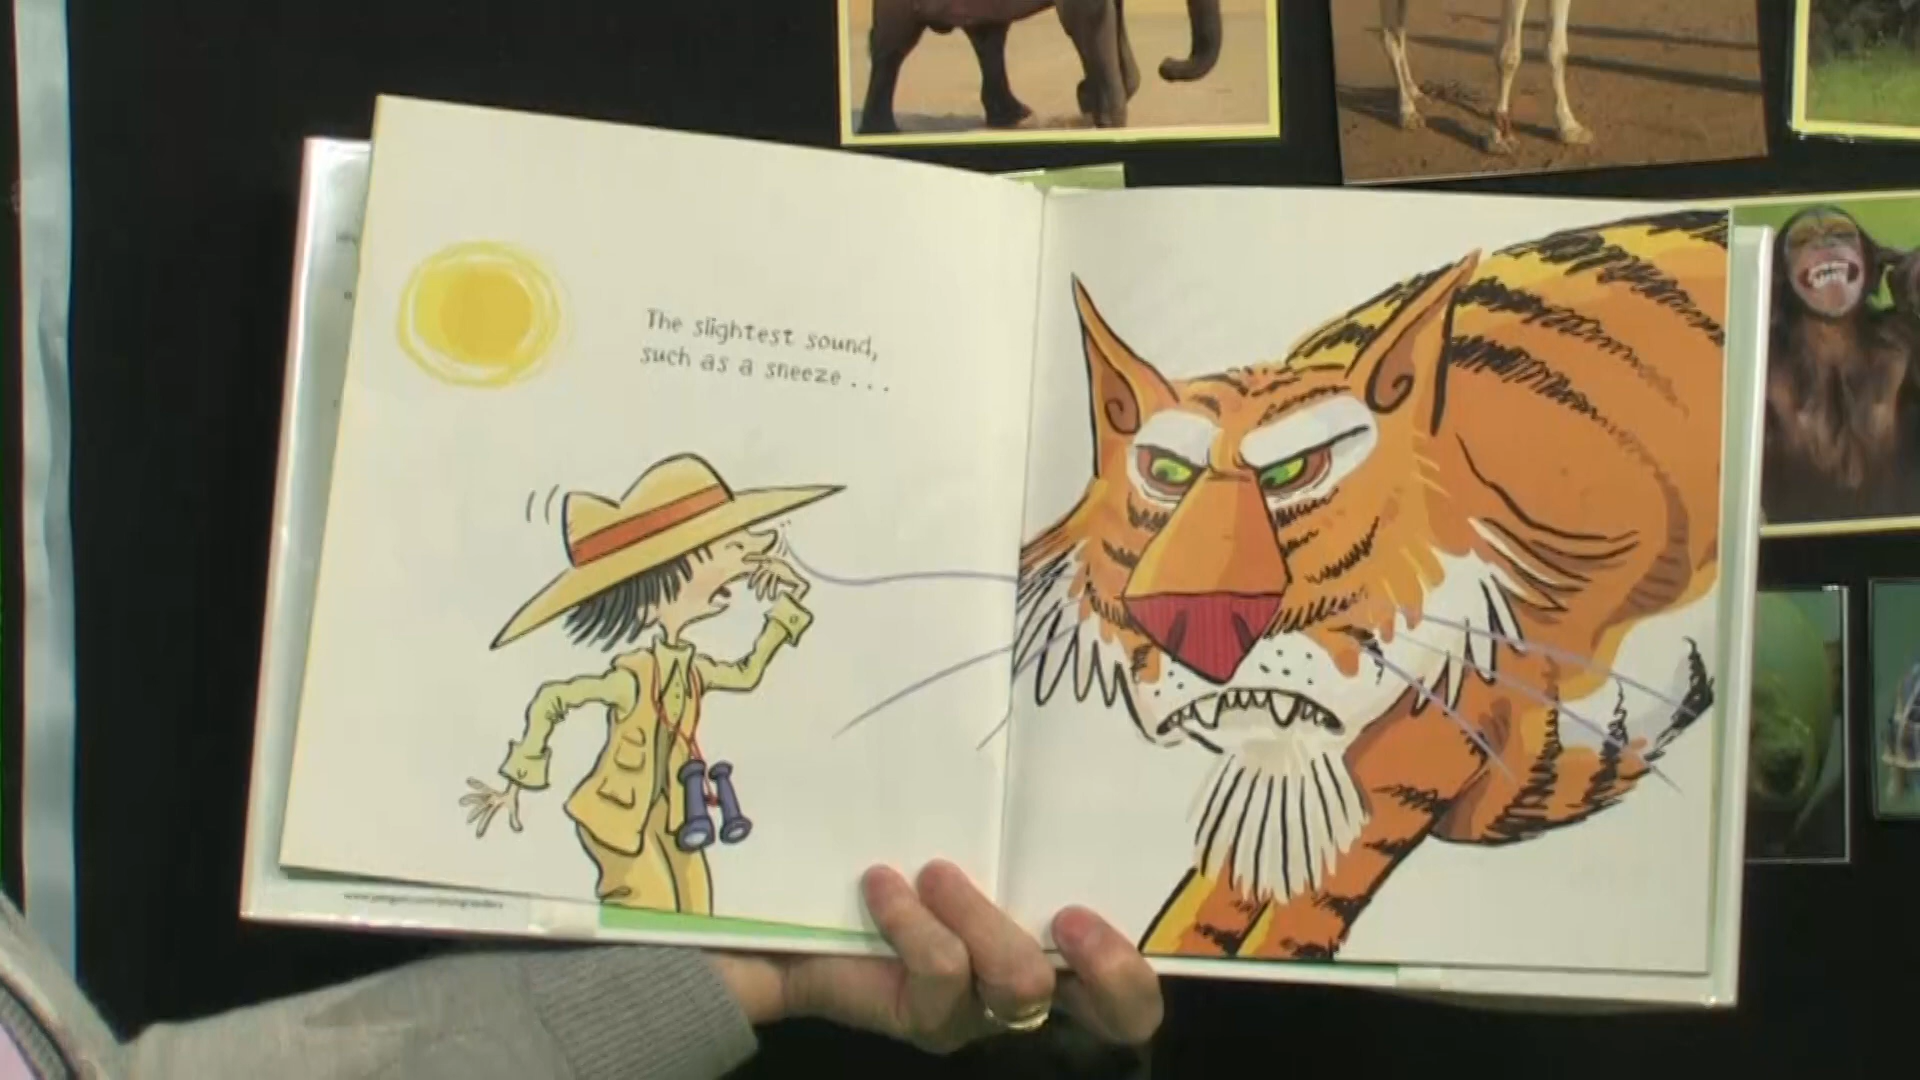 The slightest sound,
such as a sneeze . . .